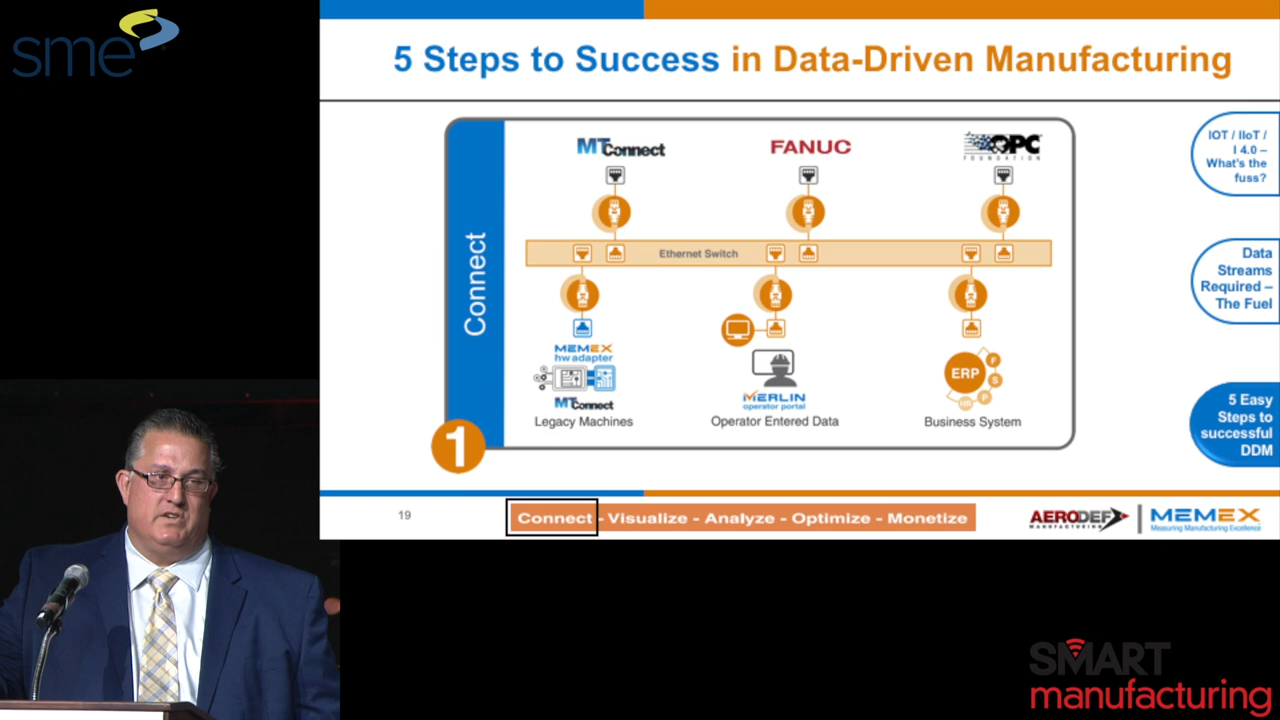 sme
5 Steps to Success in Data-Driven Manufacturing
Connect
MTConnect
FANUC
OPC
FOUNDATION
Ethernet Switch
MEMEX
hw adapter
MTConnect
Legacy Machines
MERLIN
operator portal
Operator Entered Data
ERP
F
S
P
HR
Business System
1
IOT / IIoT /
I 4.0 –
What's the
fuss?
Data
Streams
Required –
The Fuel
5 Easy
Steps to
successful
DDM
19
Connect - Visualize - Analyze - Optimize - Monetize
AERODEF
MANUFACTURING
MEMEX
Measuring Manufacturing Excellence
SMART
manufacturing